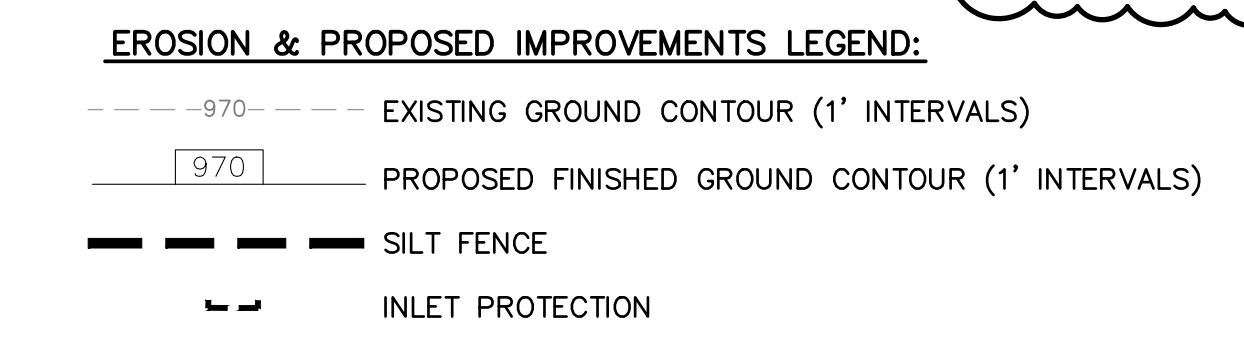 EROSION & PROPOSED IMPROVEMENTS LEGEND:
970 EXISTING GROUND CONTOUR (1' INTERVALS)
970 PROPOSED FINISHED GROUND CONTOUR (1' INTERVALS)
SILT FENCE
INLET PROTECTION